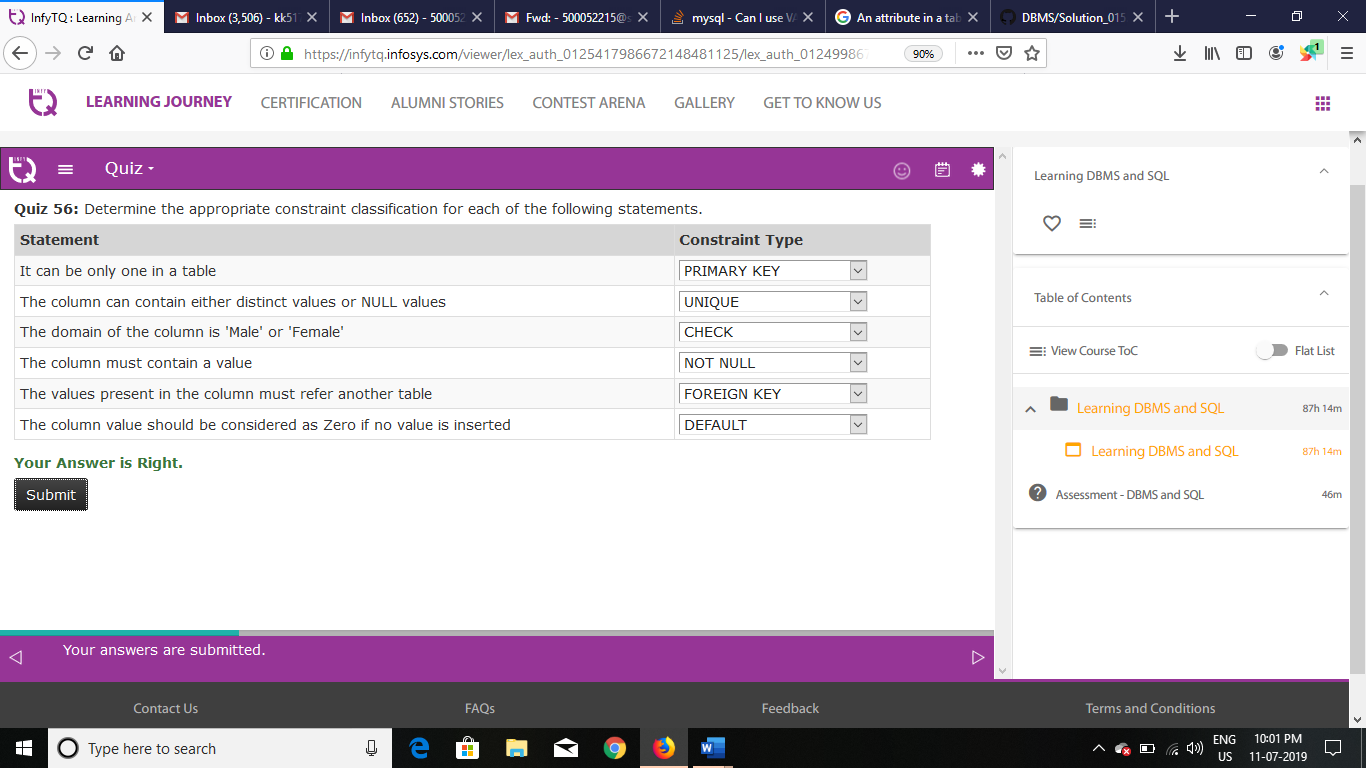 InfyTQ : Learning A
Inbox (3,506) - kk517
Inbox (652) - 500052
Fwd: - 500052215@s
mysql - Can I use VA
An attribute in a tab
DBMS/Solution_015
https://infytq.infosys.com/viewer/lex_auth_0125417986672148481125/lex_auth_01249986
90%
1
INFY
TQ
LEARNING JOURNEY
CERTIFICATION
ALUMNI STORIES
CONTEST ARENA
GALLERY
GET TO KNOW US
Quiz
Quiz 56: Determine the appropriate constraint classification for each of the following statements.
Statement Constraint Type
It can be only one in a table PRIMARY KEY
The column can contain either distinct values or NULL values UNIQUE
The domain of the column is 'Male' or 'Female' CHECK
The column must contain a value NOT NULL
The values present in the column must refer another table FOREIGN KEY
The column value should be considered as Zero if no value is inserted DEFAULT
Your Answer is Right.
Submit
Your answers are submitted.
Learning DBMS and SQL
Table of Contents
View Course ToC Flat List
Learning DBMS and SQL 87h 14m
Learning DBMS and SQL 87h 14m
Assessment - DBMS and SQL 46m
Contact Us
FAQs
Feedback
Terms and Conditions
Type here to search
ENG
US
10:01 PM
11-07-2019